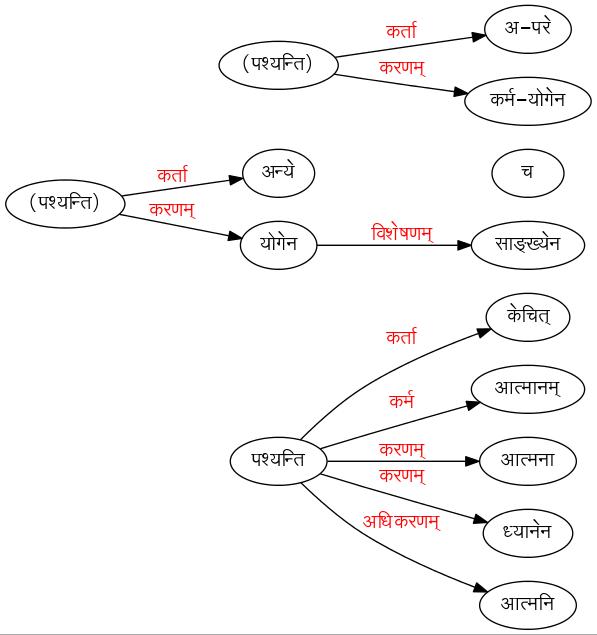 कर्ता
अ-परे
(पश्यन्ति)
करणम्
कर्म-योगेन
कर्ता
अन्ये
च
(पश्यन्ति)
करणम्
योगेन
विशेषणम्
साङ्ख्येन
केचित्
कर्ता
आत्मानम्
कर्म
पश्यन्ति
करणम्
आत्मना
करणम्
अधिकरणम्
ध्यानेन
आत्मनि